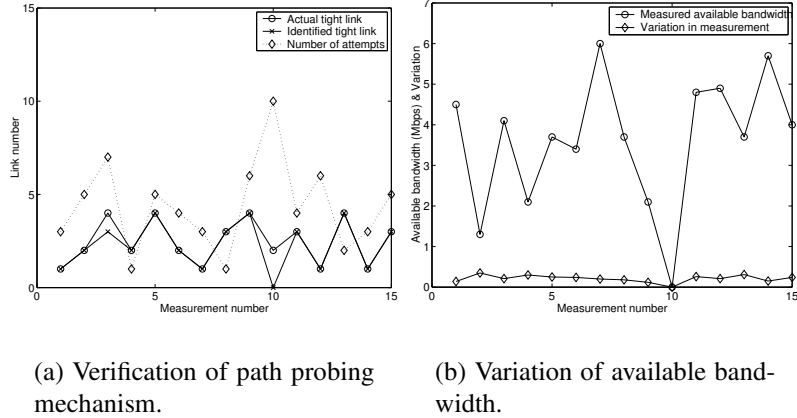 15
10
5
0
Link number
Actual tight link
Identified tight link
Number of attempts
0
5
10
15
Measurement number
(a) Verification of path probing
mechanism.
7
6
5
4
3
2
1
0
Available bandwidth (Mbps) & Variation
Measured available bandwidth
Variation in measurement
0
5
10
15
Measurement number
(b) Variation of available band-
width.